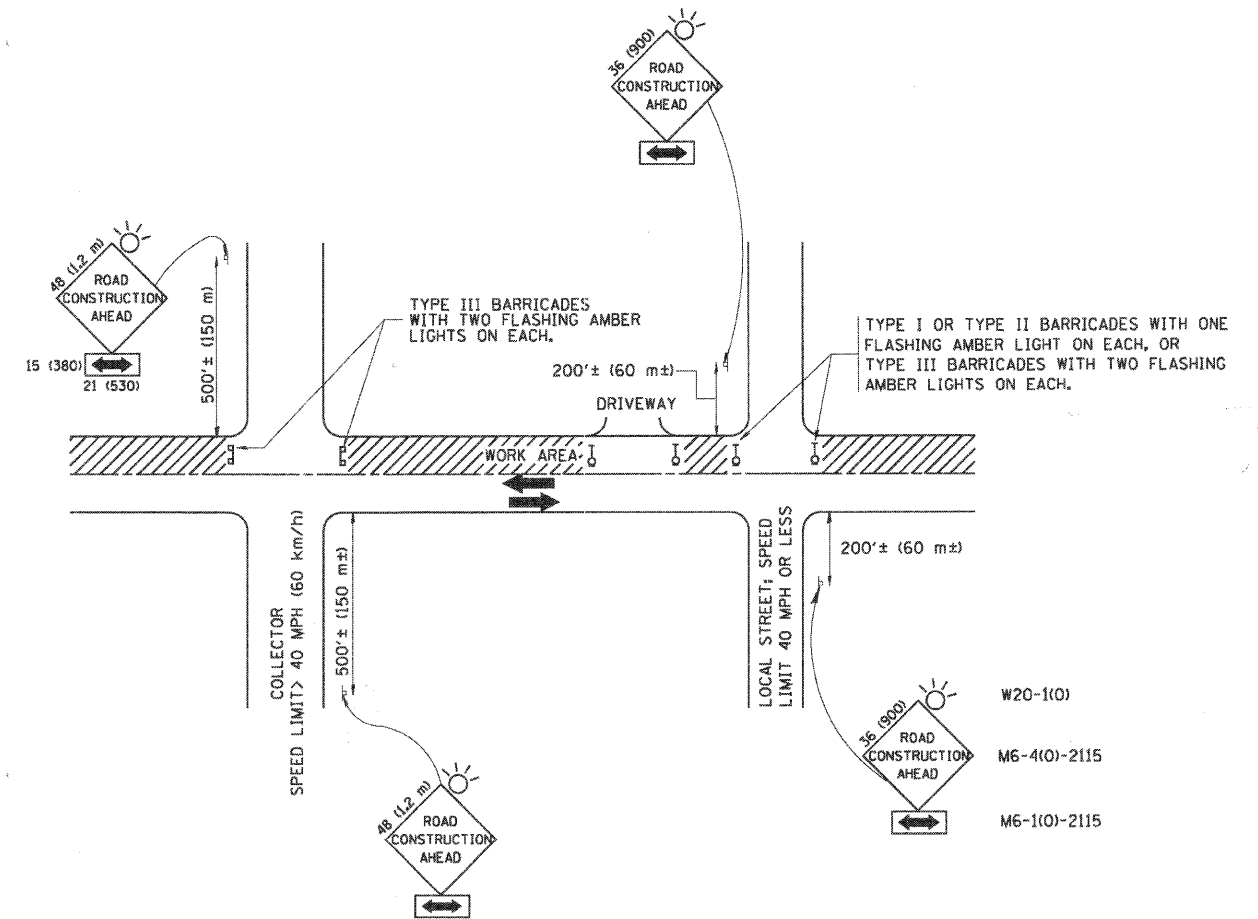 36 (900)
ROAD
CONSTRUCTION
AHEAD
48 (1.2 m)
ROAD
CONSTRUCTION
AHEAD
15 (380)
21 (530)
500'± (150 m)
TYPE III BARRICADES
WITH TWO FLASHING AMBER
LIGHTS ON EACH.
200'± (60 m±)
DRIVEWAY
TYPE I OR TYPE II BARRICADES WITH ONE
FLASHING AMBER LIGHT ON EACH, OR
TYPE III BARRICADES WITH TWO FLASHING
AMBER LIGHTS ON EACH.
WORK AREA
COLLECTOR
SPEED LIMIT> 40 MPH (60 km/h)
500'± (150 m±)
LOCAL STREET; SPEED
LIMIT 40 MPH OR LESS
200'± (60 m±)
36 (900)
ROAD
CONSTRUCTION
AHEAD
W20-1(O)
M6-4(O)-2115
M6-1(O)-2115
48 (1.2 m)
ROAD
CONSTRUCTION
AHEAD